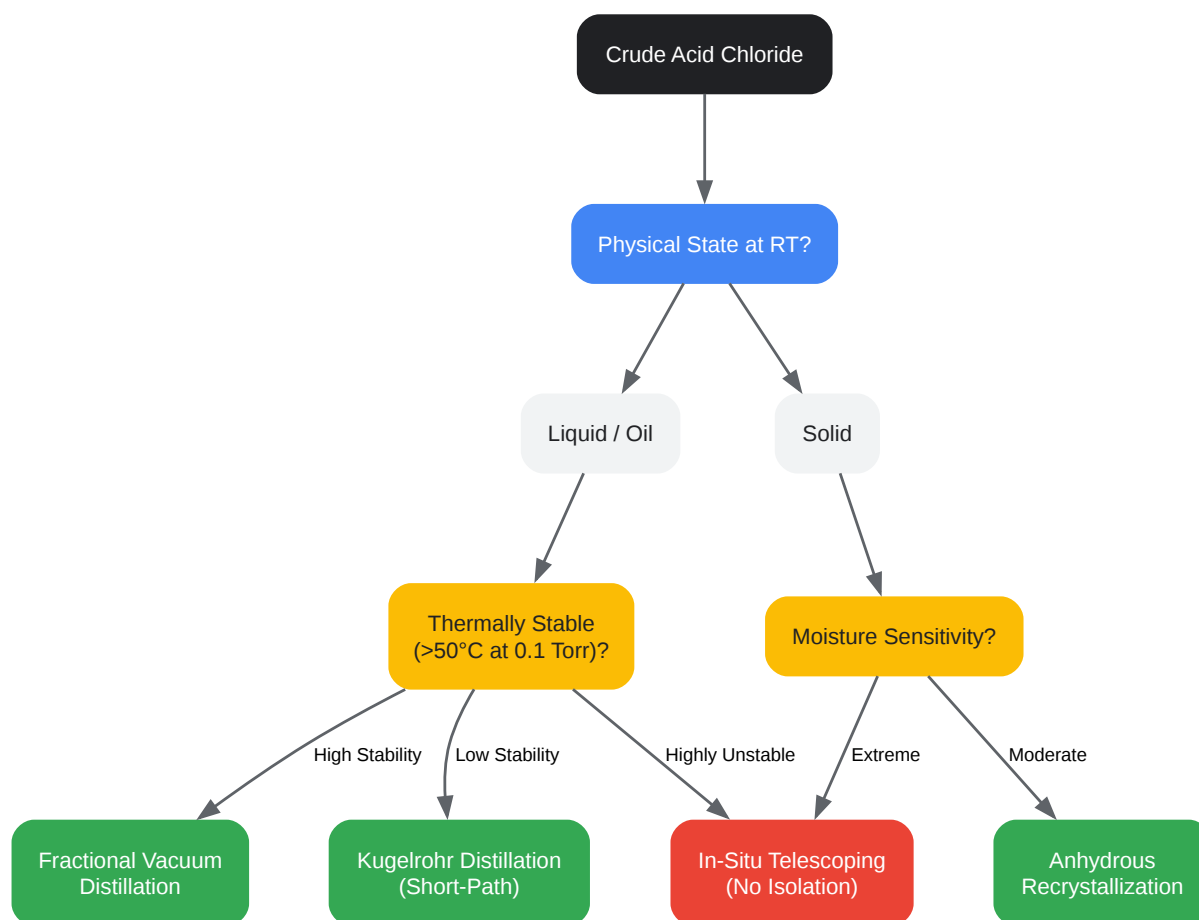 Crude Acid Chloride
Physical State at RT?
Liquid / Oil
Solid
Thermally Stable
(>50°C at 0.1 Torr)?
Moisture Sensitivity?
High Stability
Low Stability
Highly Unstable
Extreme
Moderate
Fractional Vacuum
Distillation
Kugelrohr Distillation
(Short-Path)
In-Situ Telescoping
(No Isolation)
Anhydrous
Recrystallization